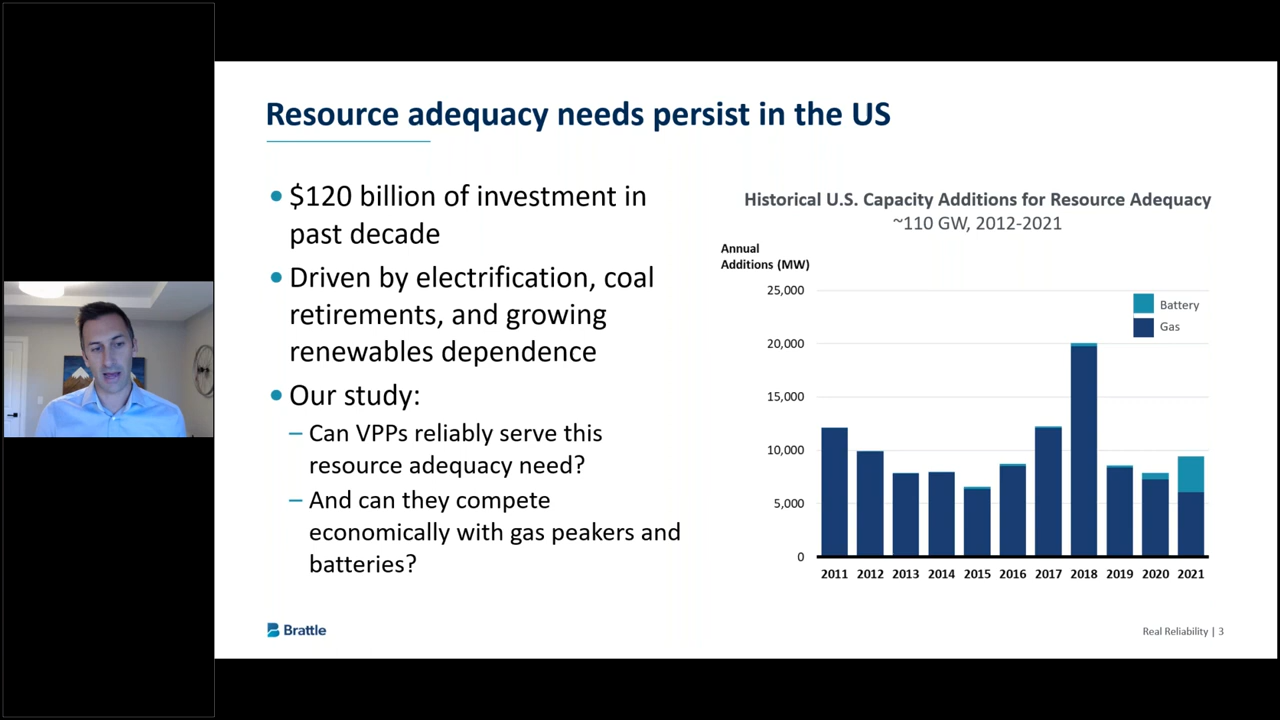 Resource adequacy needs persist in the US
• $120 billion of investment in
past decade
• Driven by electrification, coal
retirements, and growing
renewables dependence
• Our study:
– Can VPPs reliably serve this
resource adequacy need?
– And can they compete
economically with gas peakers and
batteries?
Historical U.S. Capacity Additions for Resource Adequacy
~110 GW, 2012-2021
Annual
Additions (MW)
25,000
20,000
15,000
10,000
5,000
0
Battery
Gas
2011 2012 2013 2014 2015 2016 2017 2018 2019 2020 2021
Brattle
Real Reliability | 3